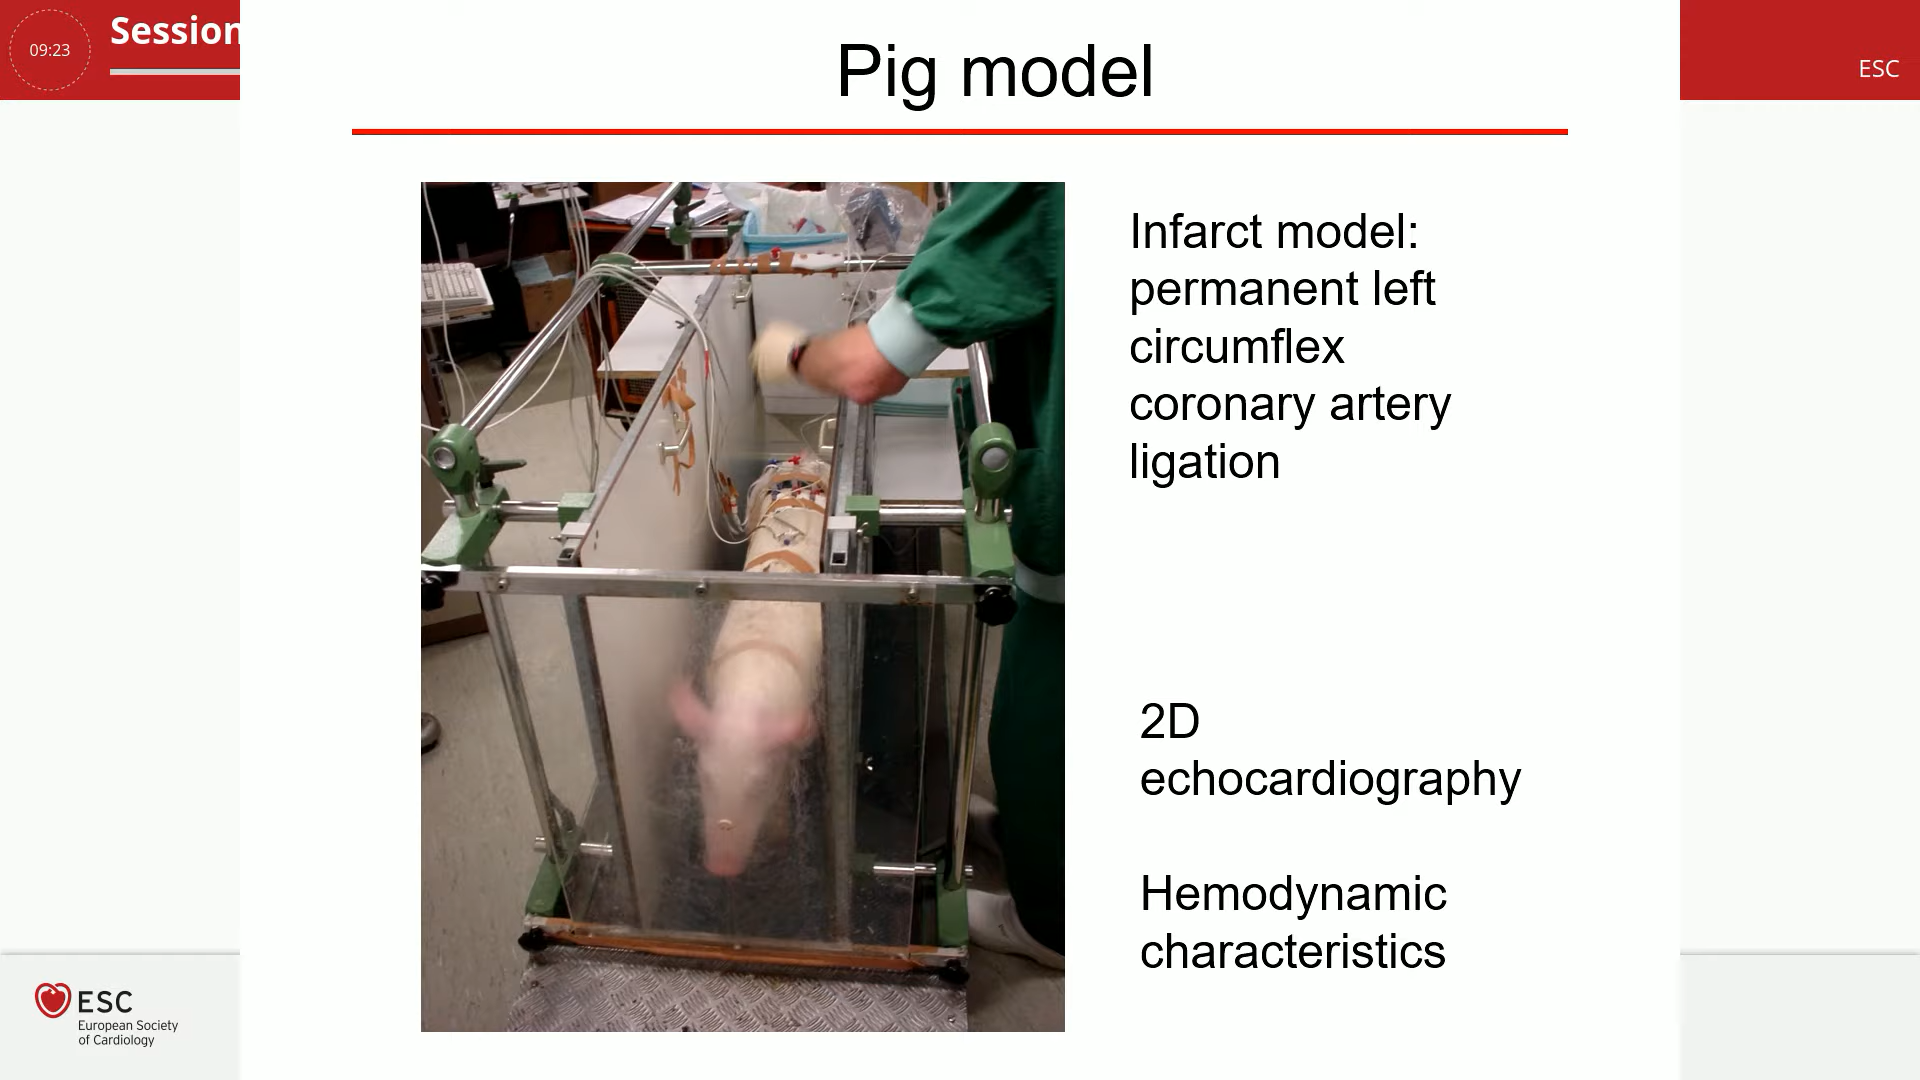 09:23
Session
ESC
Pig model
Infarct model:
permanent left
circumflex
coronary artery
ligation
2D
echocardiography
Hemodynamic
characteristics
ESC
European Society
of Cardiology